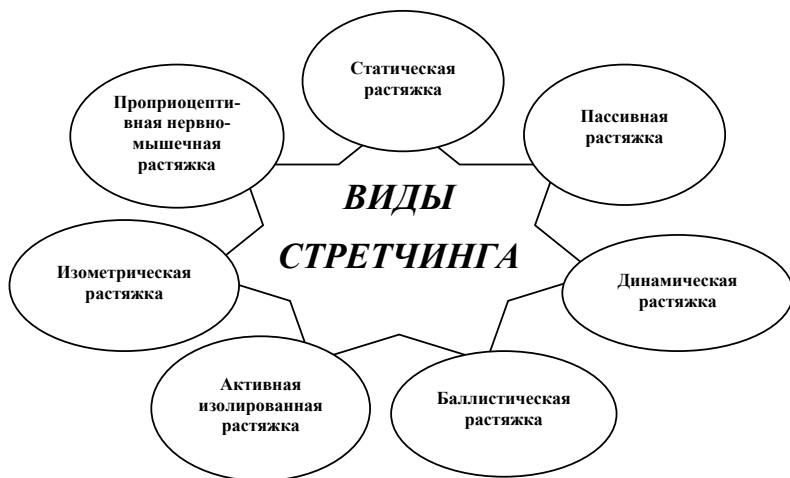 Статическая
растяжка
Проприоцепти-
вная нервно-
мышечная
растяжка
Пассивная
растяжка
ВИДЫ
СТРЕТЧИНГА
Изометрическая
растяжка
Динамическая
растяжка
Активная
изолированная
растяжка
Баллистическая
растяжка